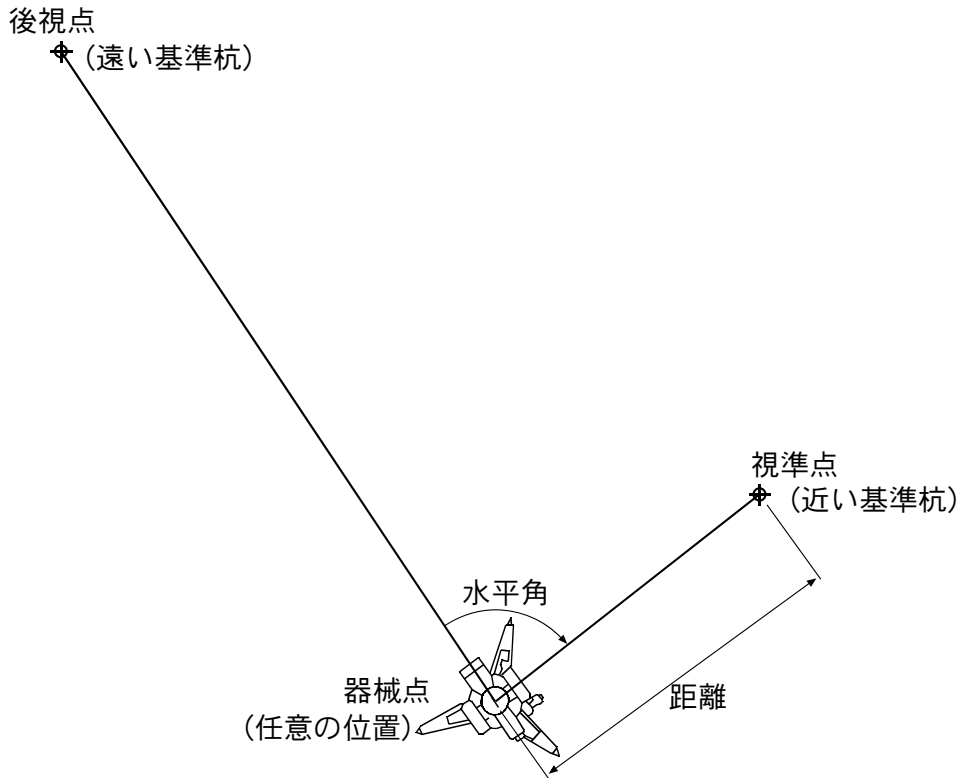 後視点
（遠い基準杭）
視準点
（近い基準杭）
水平角
器械点
（任意の位置）
距離